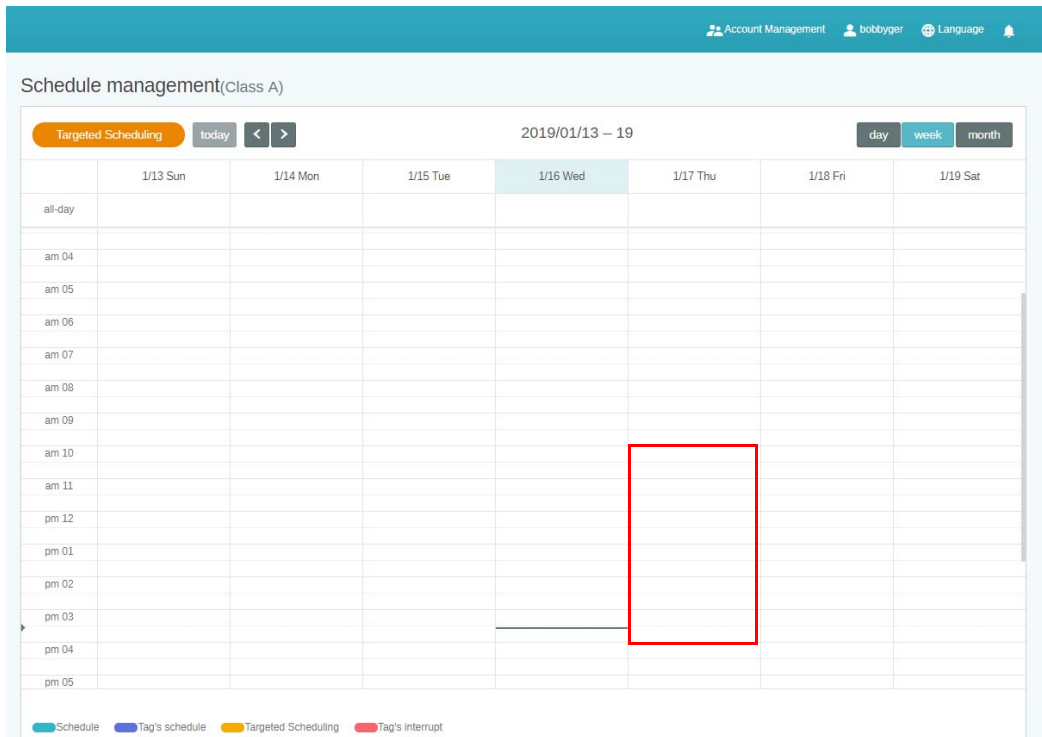 Account Management bobbyger Language
Schedule management(Class A)
Targeted Scheduling today < > 2019/01/13 – 19 day week month
1/13 Sun 1/14 Mon 1/15 Tue 1/16 Wed 1/17 Thu 1/18 Fri 1/19 Sat
all-day
am 04
am 05
am 06
am 07
am 08
am 09
am 10
am 11
pm 12
pm 01
pm 02
pm 03
pm 04
pm 05
Schedule Tag's schedule Targeted Scheduling Tag's interrupt